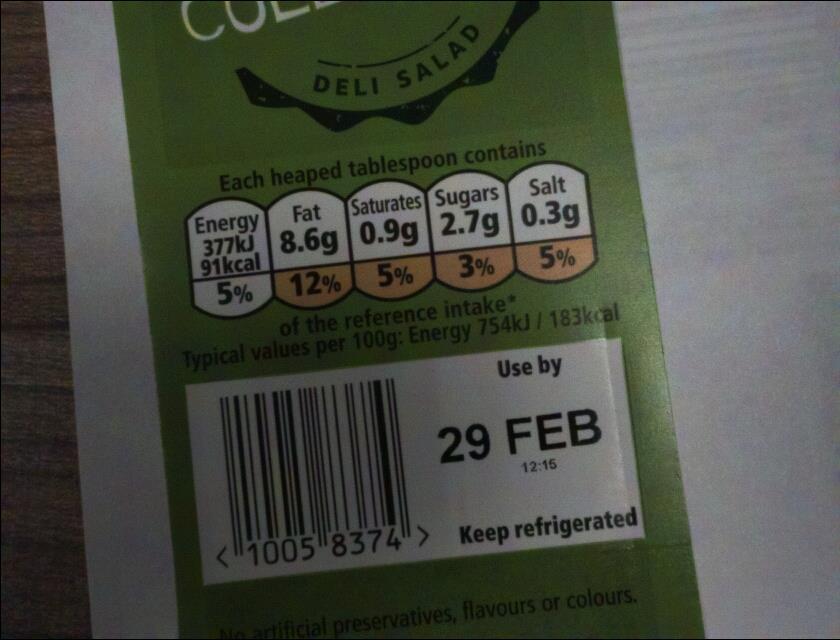 DELI SALAD
Each heaped tablespoon contains
Energy 377kJ 91kcal 5%
Fat 8.6g 12%
Saturates 0.9g 5%
Sugars 2.7g 3%
Salt 0.3g 5%
of the reference intake*
Typical values per 100g: Energy 754kJ / 183kcal
Use by
29 FEB
12:15
Keep refrigerated
< 1005 8374 >
No artificial preservatives, flavours or colours.